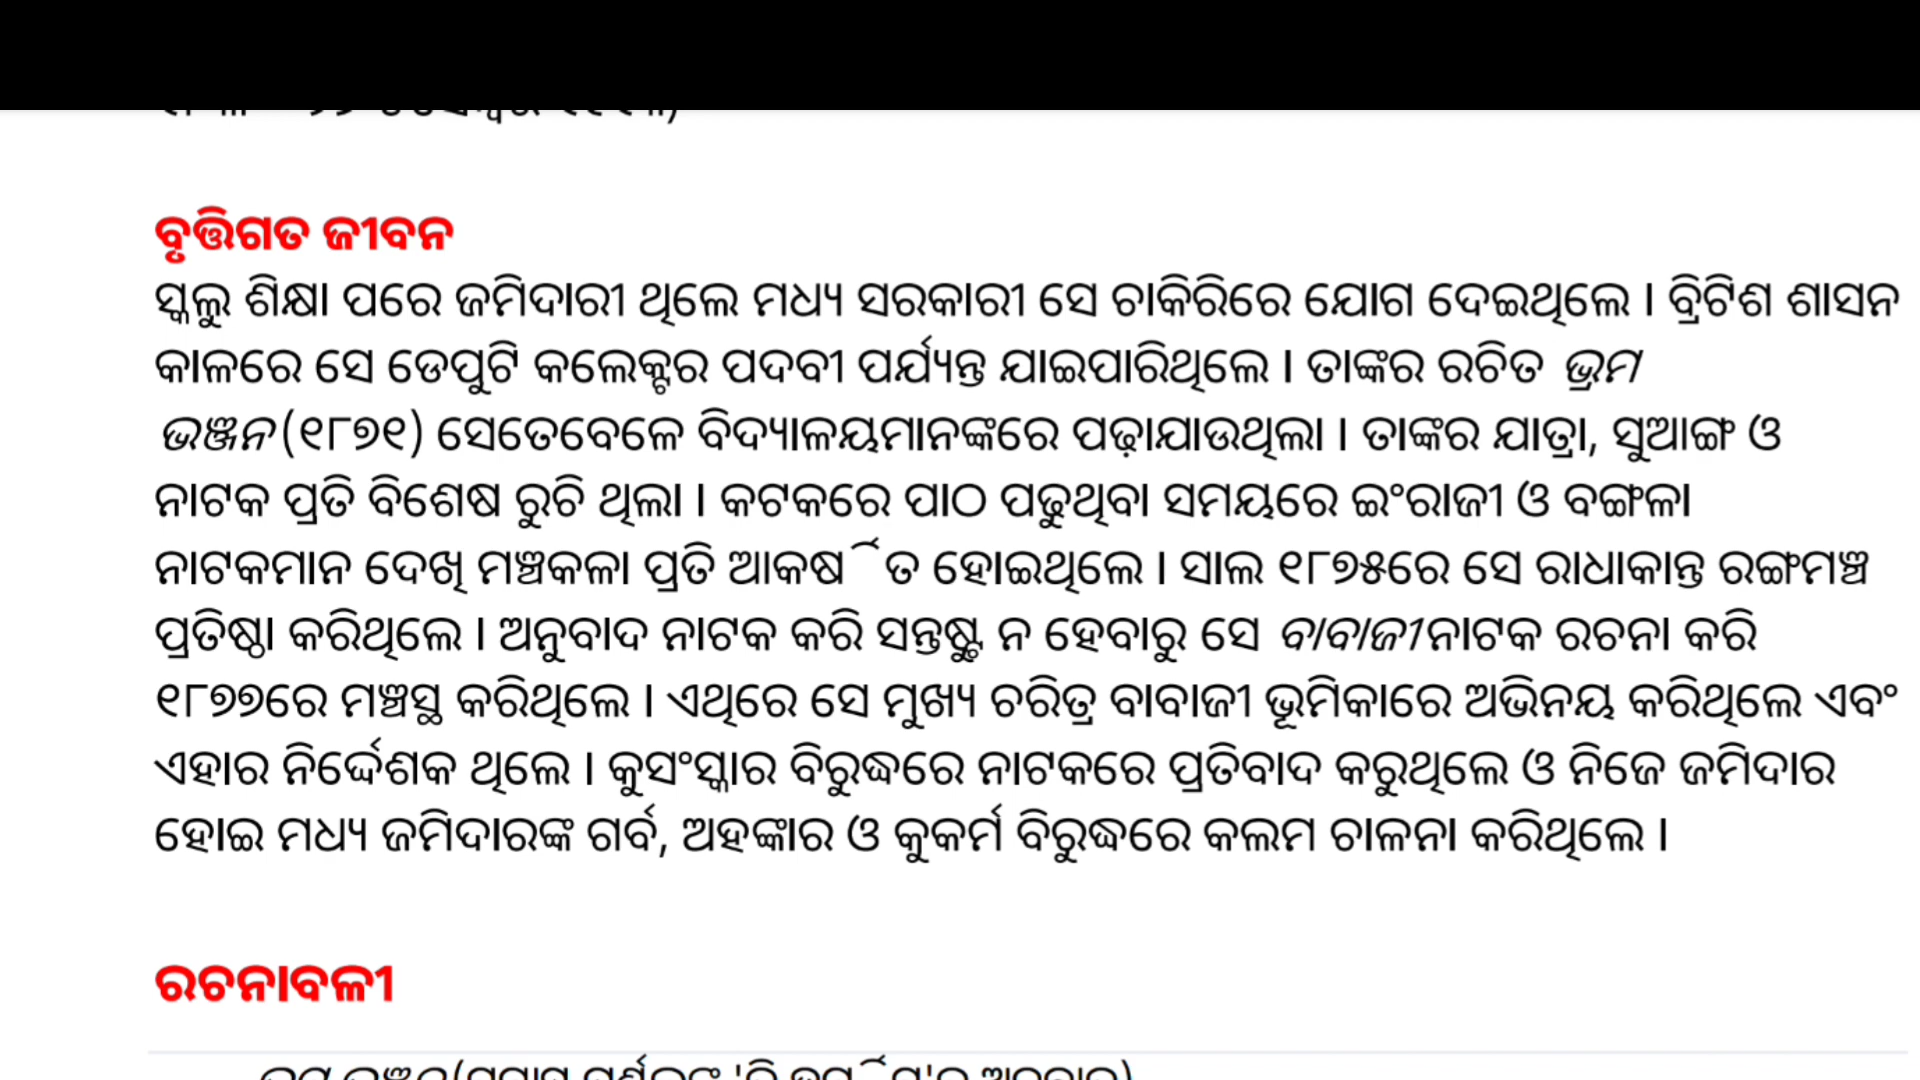 ବୃତ୍ତିଗତ ଜୀବନ
ସ୍କୁଲ ଶିକ୍ଷା ପରେ ଜମିଦାରୀ ଥିଲେ ମଧ୍ୟ ସରକାରୀ ସେ ଚାକିରିରେ ଯୋଗ ଦେଇଥିଲେ । ବ୍ରିଟିଶ ଶାସନ
କାଳରେ ସେ ଡେପୁଟି କଲେକ୍ଟର ପଦବୀ ପର୍ଯ୍ୟନ୍ତ ଯାଇପାରିଥିଲେ । ତାଙ୍କର ରଚିତ ଭ୍ରମ
ଭଞ୍ଜନ (୧୮୭୧) ସେତେବେଳେ ବିଦ୍ୟାଳୟମାନଙ୍କରେ ପଢ଼ାଯାଉଥିଲା । ତାଙ୍କର ଯାତ୍ରା, ସୁଆଙ୍ଗ ଓ
ନାଟକ ପ୍ରତି ବିଶେଷ ରୁଚି ଥିଲା । କଟକରେ ପାଠ ପଢୁଥିବା ସମୟରେ ଇଂରାଜୀ ଓ ବଙ୍ଗଳା
ନାଟକମାନ ଦେଖି ମଞ୍ଚକଳା ପ୍ରତି ଆକର୍ଷିତ ହୋଇଥିଲେ । ସାଲ ୧୮୭୫ରେ ସେ ରାଧାକାନ୍ତ ରଙ୍ଗମଞ୍ଚ
ପ୍ରତିଷ୍ଠା କରିଥିଲେ । ଅନୁବାଦ ନାଟକ କରି ସନ୍ତୁଷ୍ଟ ନ ହେବାରୁ ସେ ବାବାଜୀ ନାଟକ ରଚନା କରି
୧୮୭୭ରେ ମଞ୍ଚସ୍ଥ କରିଥିଲେ । ଏଥିରେ ସେ ମୁଖ୍ୟ ଚରିତ୍ର ବାବାଜୀ ଭୂମିକାରେ ଅଭିନୟ କରିଥିଲେ ଏବଂ
ଏହାର ନିର୍ଦ୍ଦେଶକ ଥିଲେ । କୁସଂସ୍କାର ବିରୁଦ୍ଧରେ ନାଟକରେ ପ୍ରତିବାଦ କରୁଥିଲେ ଓ ନିଜେ ଜମିଦାର
ହୋଇ ମଧ୍ୟ ଜମିଦାରଙ୍କ ଗର୍ବ, ଅହଙ୍କାର ଓ କୁକର୍ମ ବିରୁଦ୍ଧରେ କଲମ ଚାଳନା କରିଥିଲେ ।
ରଚନାବଳୀ